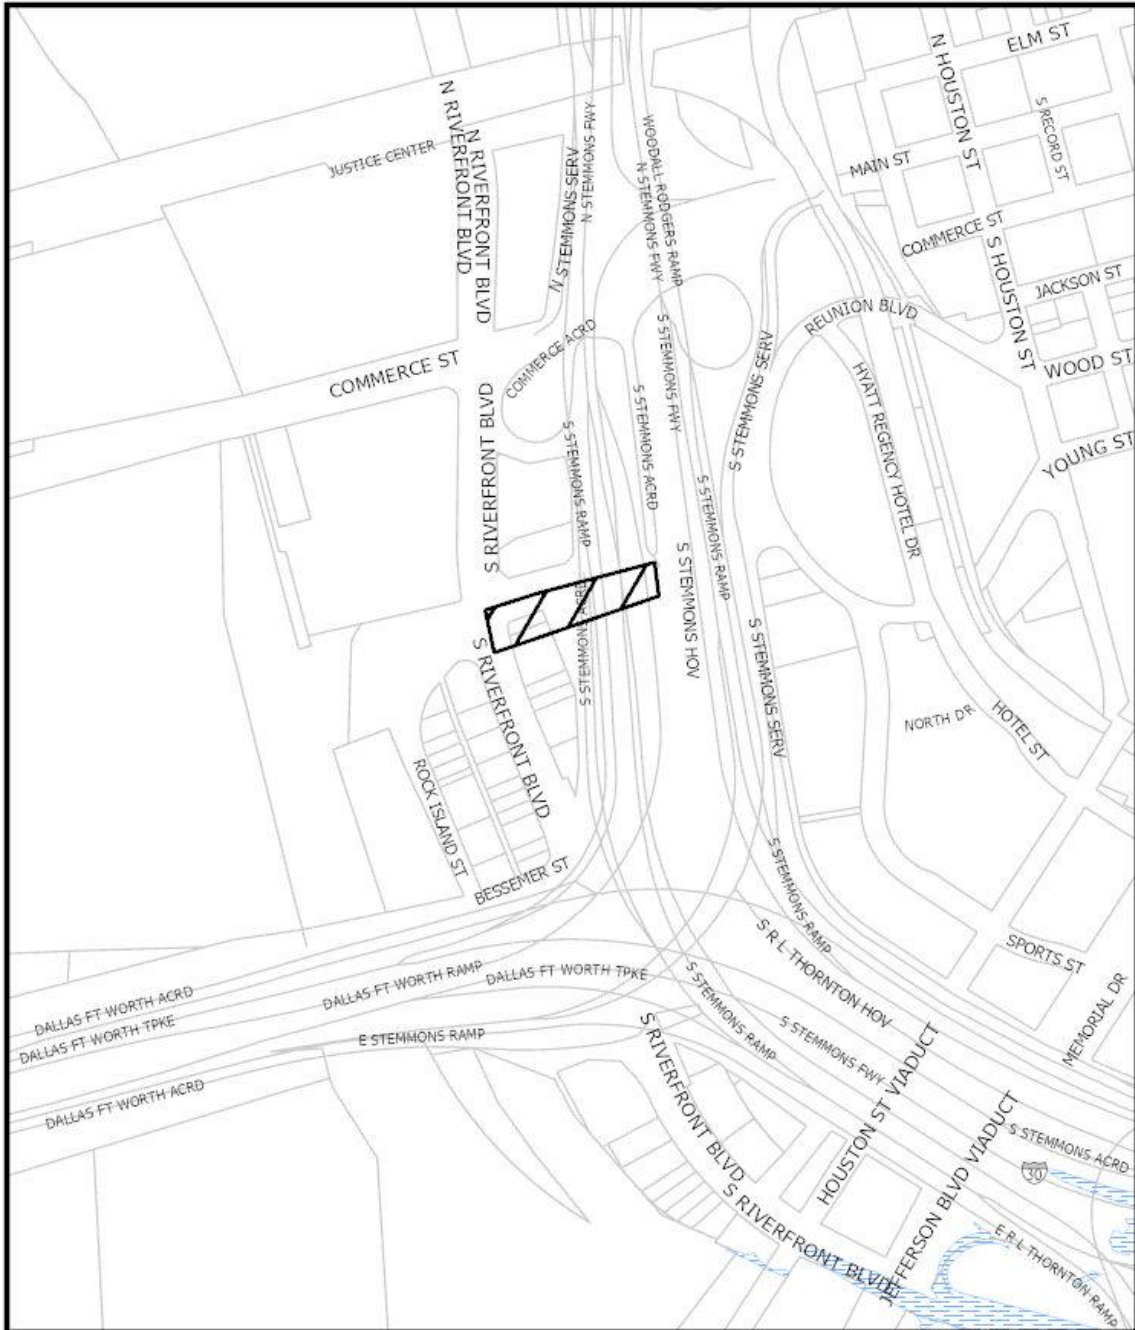 ELM ST
N HOUSTON ST
S RECORD ST
N RIVERFRONT BLVD
N RIVERFRONT BLVD
JUSTICE CENTER
N STEMMONS SERV
N STEMMONS FWY
WOODALL RODGERS RAMP
N STEMMONS FWY
MAIN ST
COMMERCE ST
S HOUSTON ST
JACKSON ST
REUNION BLVD
WOOD ST
COMMERCE ST
COMMERCE ACRD
S STEMMONS FWY
S STEMMONS SERV
HYATT REGENCY HOTEL DR
YOUNG ST
S RIVERFRONT BLVD
S STEMMONS RAMP
S STEMMONS ACRD
S STEMMONS RAMP
S STEMMONS HOV
S STEMMONS ACRD
S STEMMONS SERV
S RIVERFRONT BLVD
NORTH DR
HOTEL ST
ROCK ISLAND ST
BESSEMER ST
S STEMMONS RAMP
S R L THORNTON HOV
SPORTS ST
MEMORIAL DR
DALLAS FT WORTH ACRD
DALLAS FT WORTH RAMP
DALLAS FT WORTH TPKE
DALLAS FT WORTH TPKE
S STEMMONS RAMP
S STEMMONS FWY
E STEMMONS RAMP
DALLAS FT WORTH ACRD
S RIVERFRONT BLVD
HOUSTON ST VIADUCT
JEFFERSON BLVD VIADUCT
S STEMMONS ACRD
30
S RIVERFRONT BLVD
E R L THORNTON RAMP